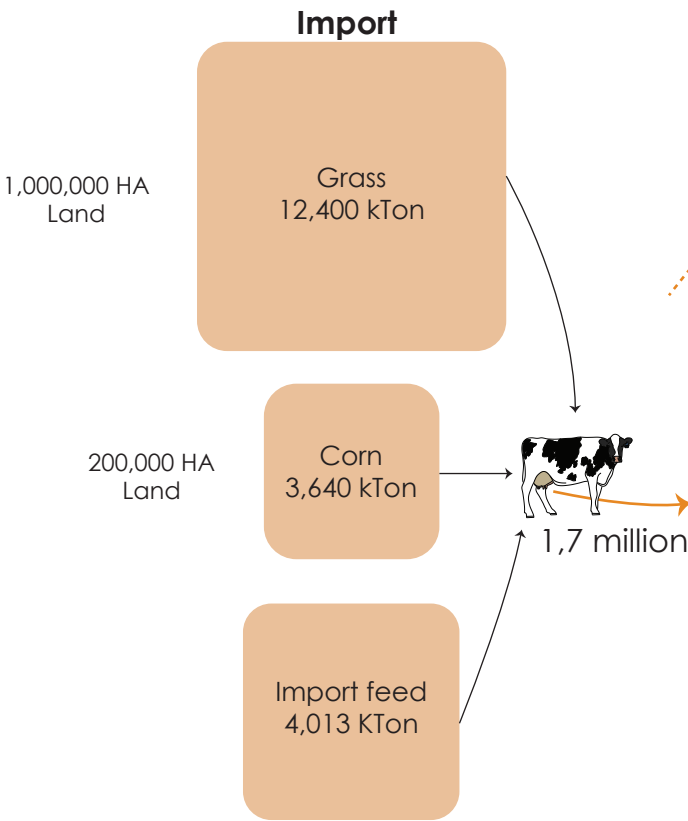 Import
1,000,000 HA
Land
Grass
12,400 kTon
200,000 HA
Land
Corn
3,640 kTon
1,7 million
Import feed
4,013 KTon